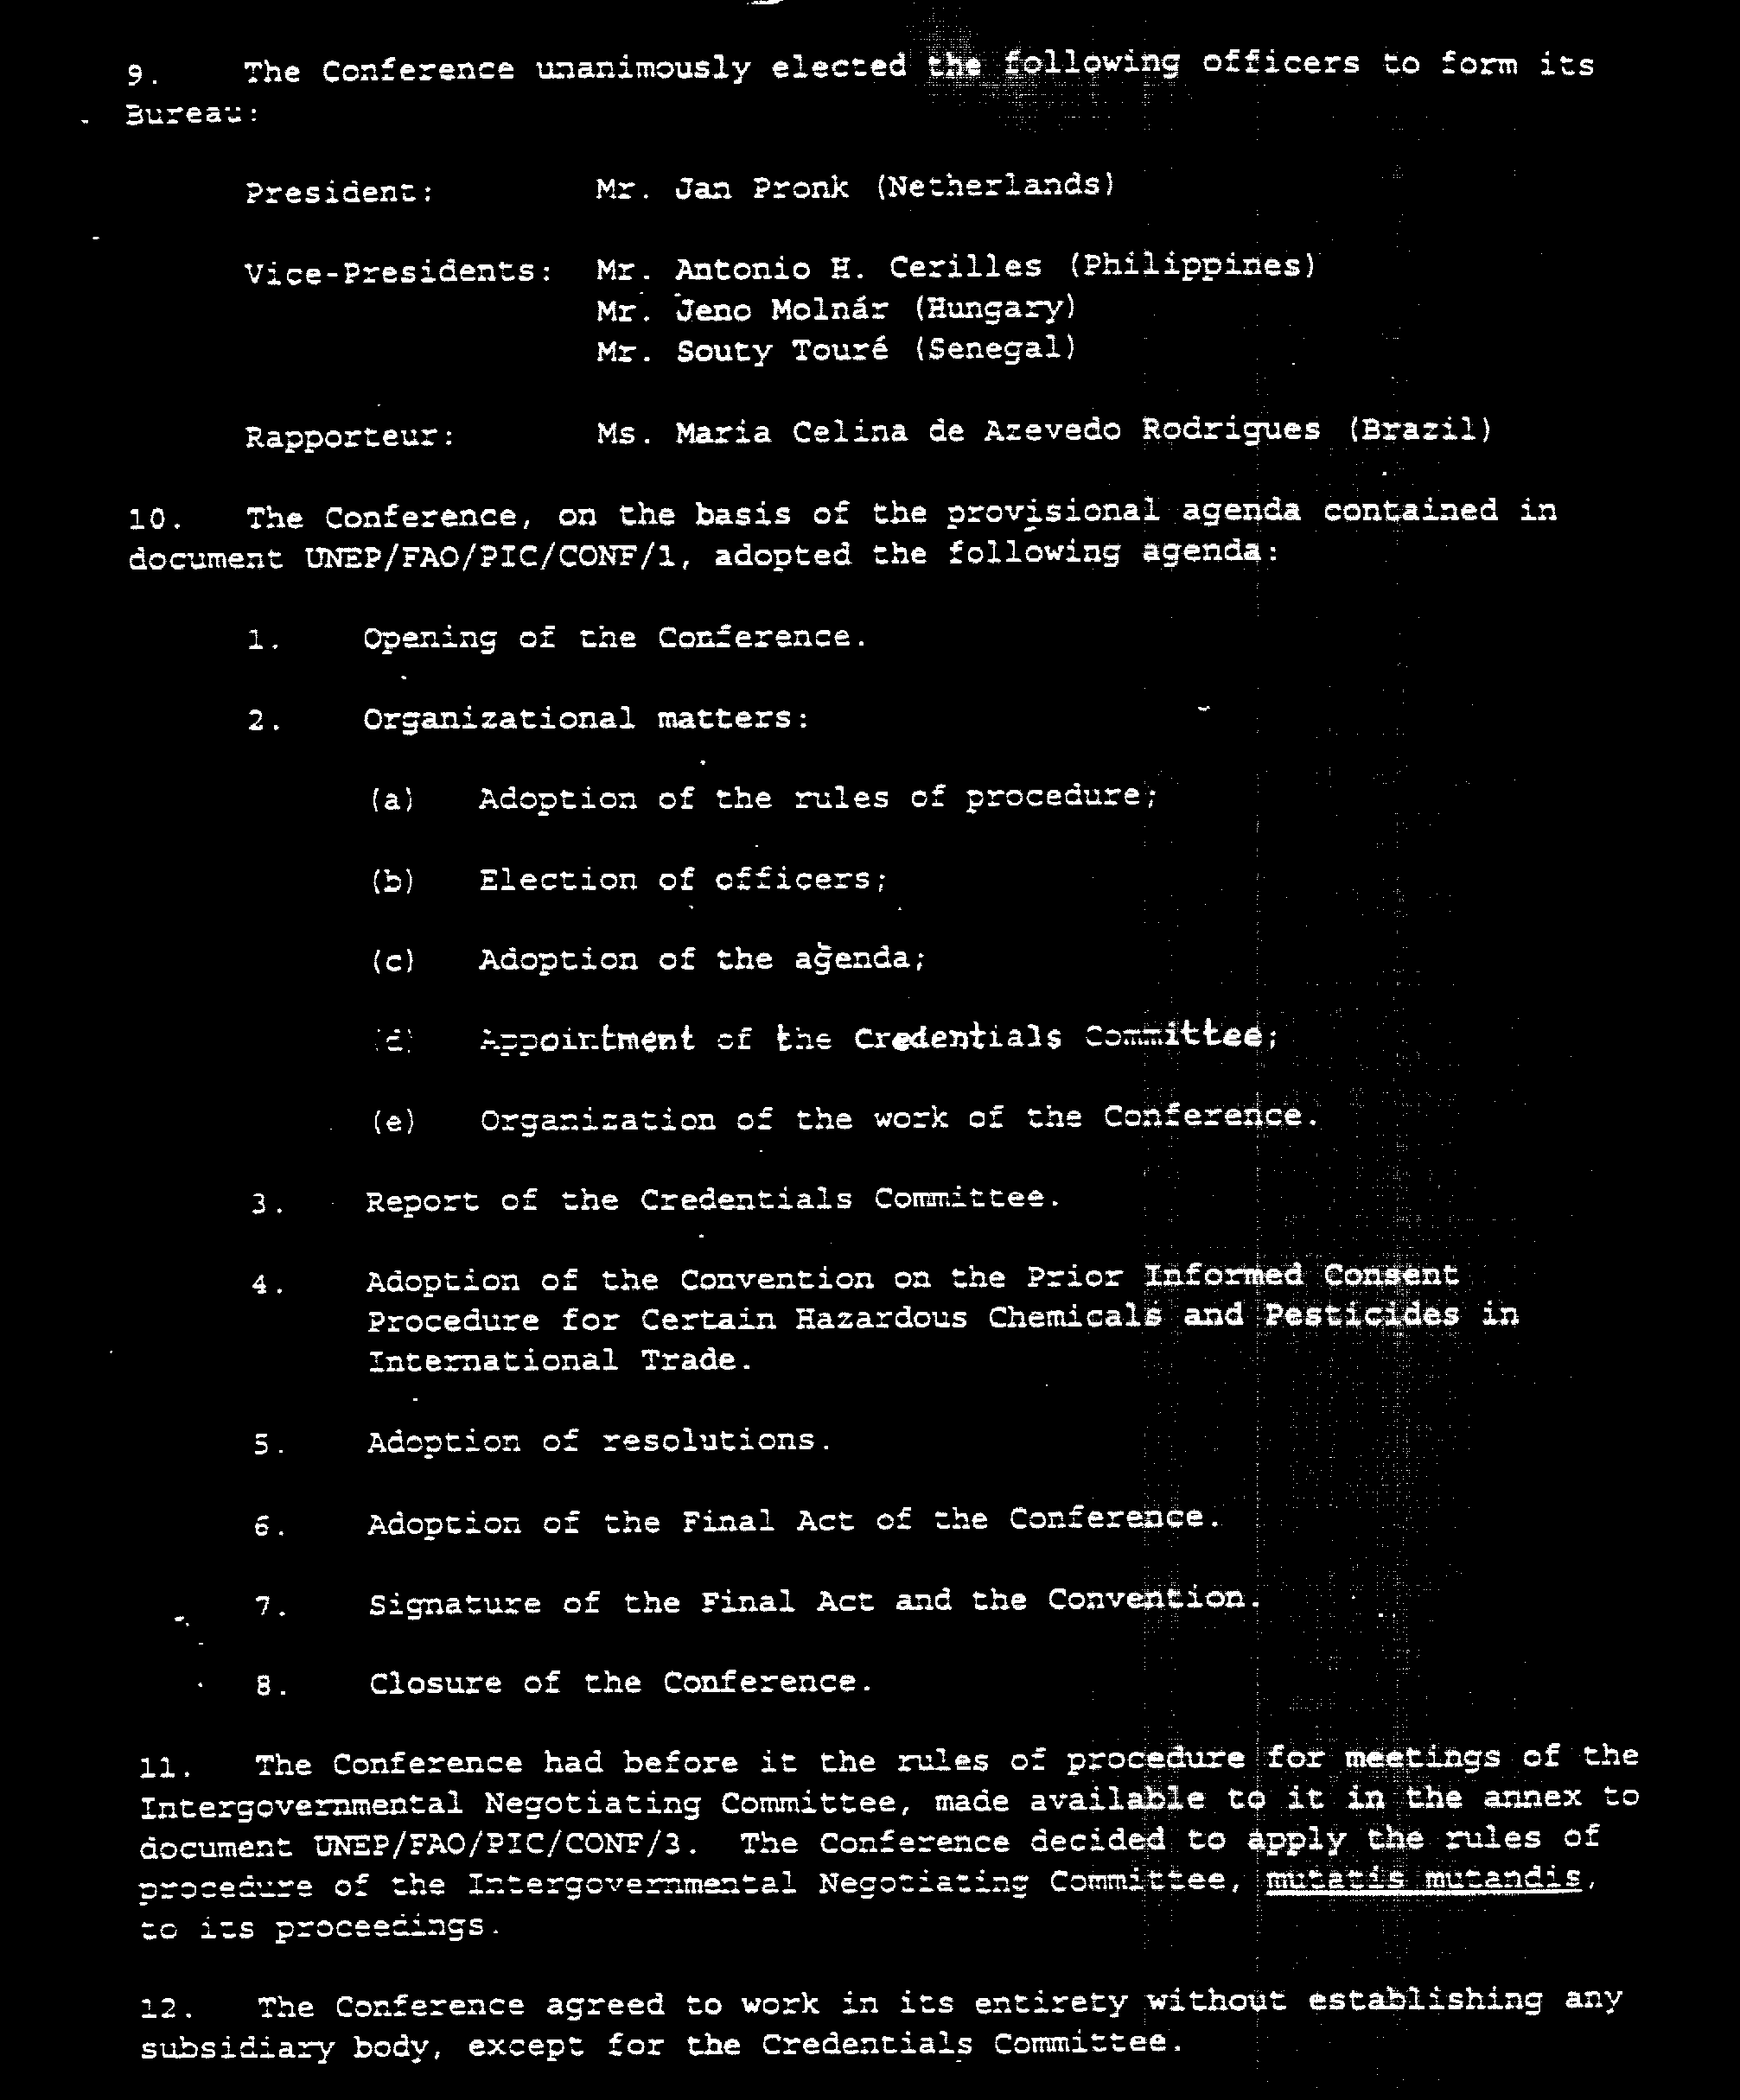 9. The Conference unanimously elected the following officers to form its
Bureau:
President: Mr. Jan Pronk (Netherlands)
Vice-Presidents: Mr. Antonio H. Cerilles (Philippines)
Mr. Jeno Molnár (Hungary)
Mr. Souty Touré (Senegal)
Rapporteur: Ms. Maria Celina de Azevedo Rodrigues (Brazil)
10. The Conference, on the basis of the provisional agenda contained in
document UNEP/FAO/PIC/CONF/1, adopted the following agenda:
1. Opening of the Conference.
2. Organizational matters:
(a) Adoption of the rules of procedure;
(b) Election of officers;
(c) Adoption of the agenda;
(d) Appointment of the Credentials Committee;
(e) Organization of the work of the Conference.
3. Report of the Credentials Committee.
4. Adoption of the Convention on the Prior Informed Consent
Procedure for Certain Hazardous Chemicals and Pesticides in
International Trade.
5. Adoption of resolutions.
6. Adoption of the Final Act of the Conference.
7. Signature of the Final Act and the Convention.
8. Closure of the Conference.
11. The Conference had before it the rules of procedure for meetings of the
Intergovernmental Negotiating Committee, made available to it in the annex to
document UNEP/FAO/PIC/CONF/3. The Conference decided to apply the rules of
procedure of the Intergovernmental Negotiating Committee, mutatis mutandis,
to its proceedings.
12. The Conference agreed to work in its entirety without establishing any
subsidiary body, except for the Credentials Committee.